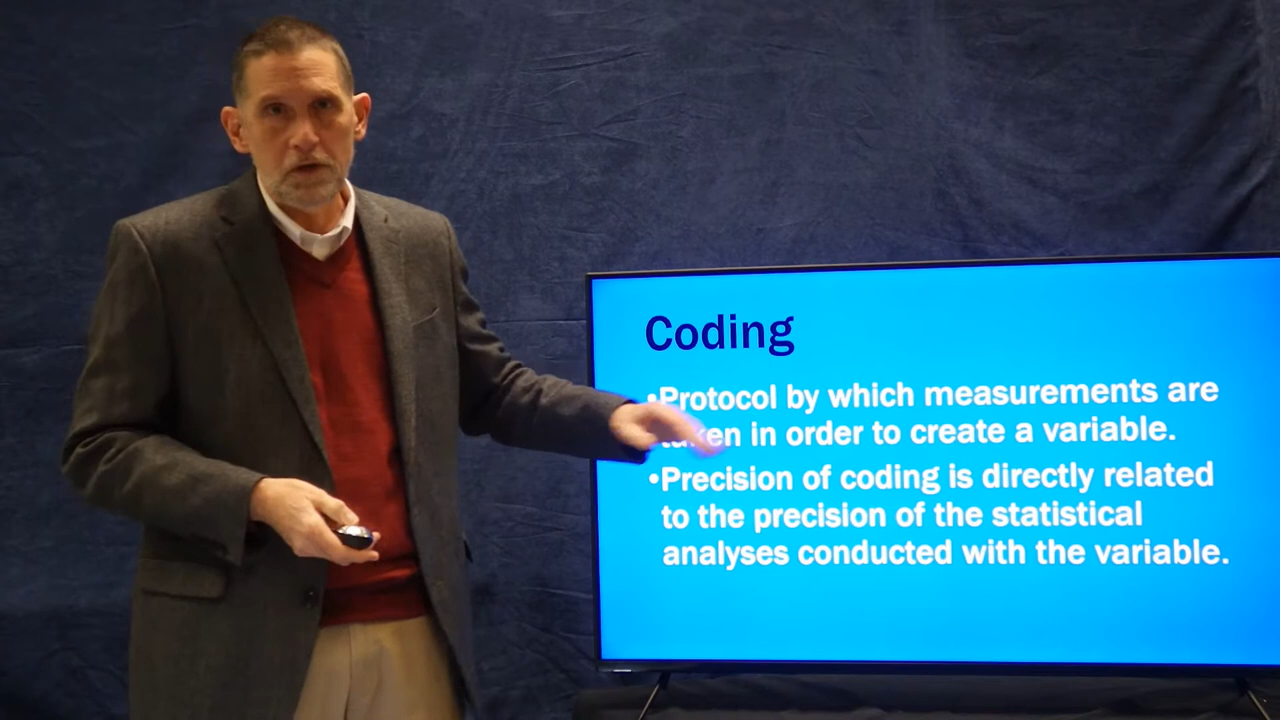 Coding
•Protocol by which measurements are
taken in order to create a variable.
•Precision of coding is directly related
to the precision of the statistical
analyses conducted with the variable.